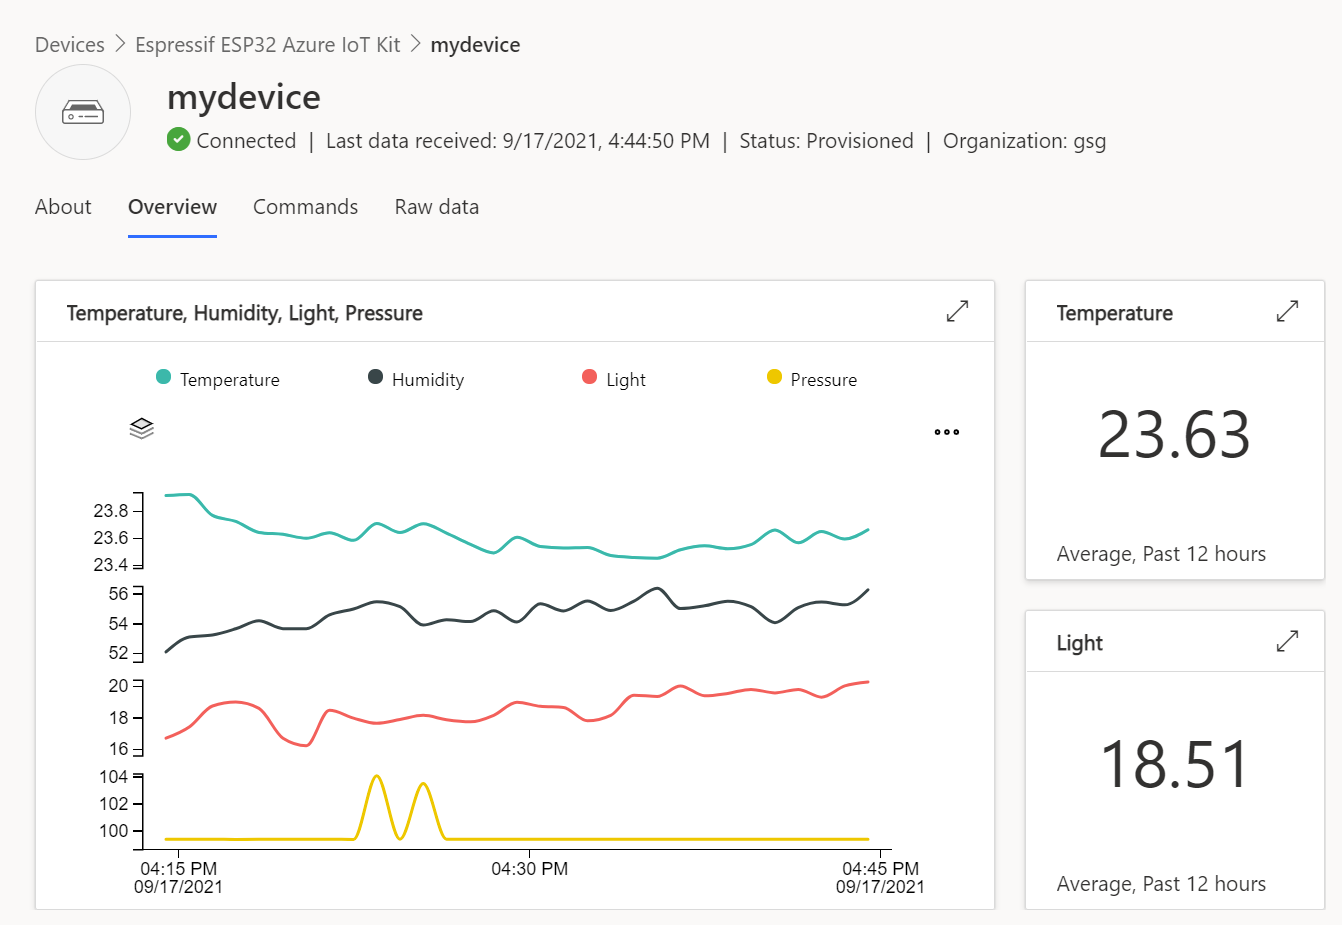 Devices > Espressif ESP32 Azure IoT Kit > mydevice
mydevice
Connected | Last data received: 9/17/2021, 4:44:50 PM | Status: Provisioned | Organization: gsg
About Overview Commands Raw data
Temperature, Humidity, Light, Pressure
Temperature Humidity Light Pressure
23.8
23.6
23.4
56
54
52
20
18
16
104
102
100
04:15 PM 04:30 PM 04:45 PM
09/17/2021 09/17/2021
Temperature
23.63
Average, Past 12 hours
Light
18.51
Average, Past 12 hours